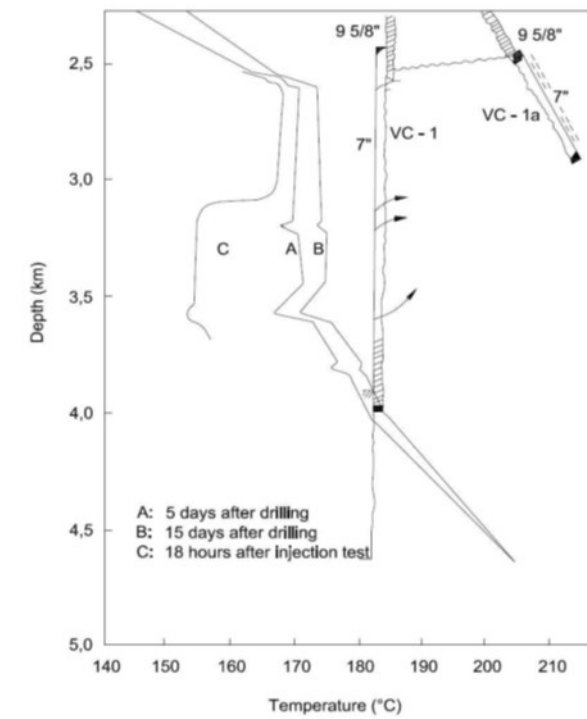 9 5/8"
9 5/8"
2,5
7"
VC - 1a
VC - 1
7"
3,0
C
A
B
3,5
4,0
A: 5 days after drilling
B: 15 days after drilling
C: 18 hours after injection test
4,5
5,0
140
150
160
170
180
190
200
210
Depth (km)
Temperature (°C)